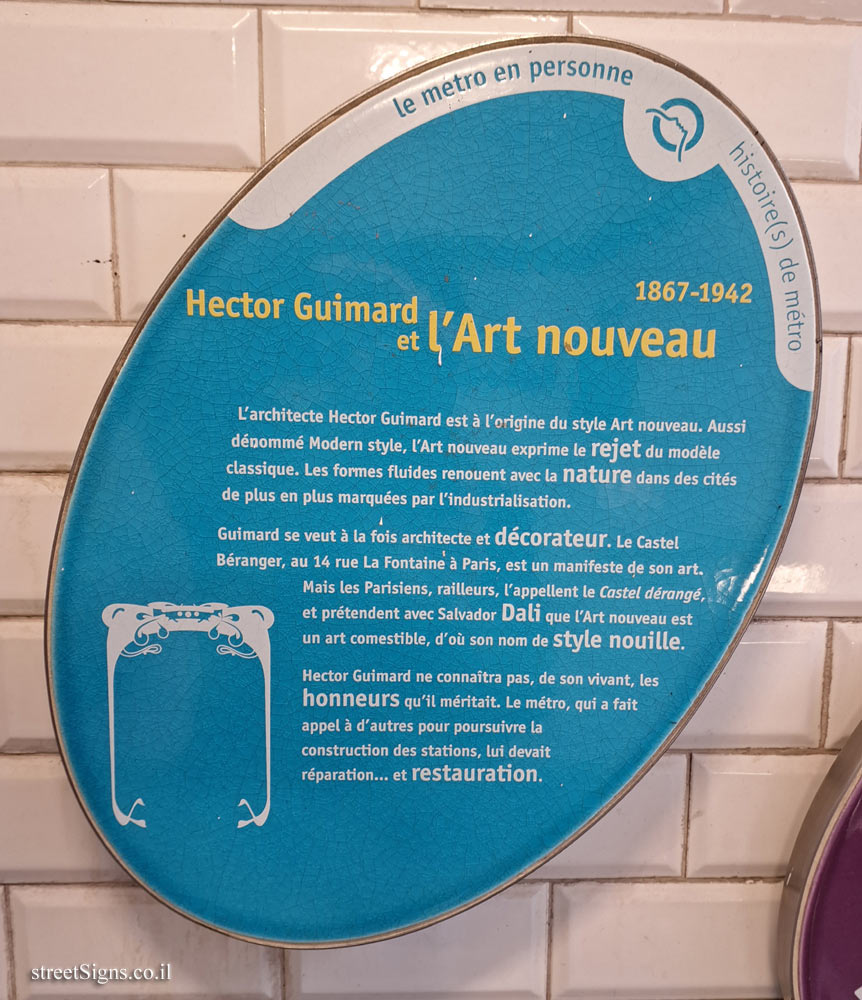 le metro en personne
histoire(s) de métro
1867-1942
Hector Guimard
et l'Art nouveau
L'architecte Hector Guimard est à l'origine du style Art nouveau. Aussi
dénommé Modern style, l'Art nouveau exprime le rejet du modèle
classique. Les formes fluides renouent avec la nature dans des cités
de plus en plus marquées par l'industrialisation.
Guimard se veut à la fois architecte et décorateur. Le Castel
Béranger, au 14 rue La Fontaine à Paris, est un manifeste de son art.
Mais les Parisiens, railleurs, l'appellent le Castel dérangé,
et prétendent avec Salvador Dali que l'Art nouveau est
un art comestible, d'où son nom de style nouille.
Hector Guimard ne connaîtra pas, de son vivant, les
honneurs qu'il méritait. Le métro, qui a fait
appel à d'autres pour poursuivre la
construction des stations, lui devait
réparation... et restauration.
streetSigns.co.il